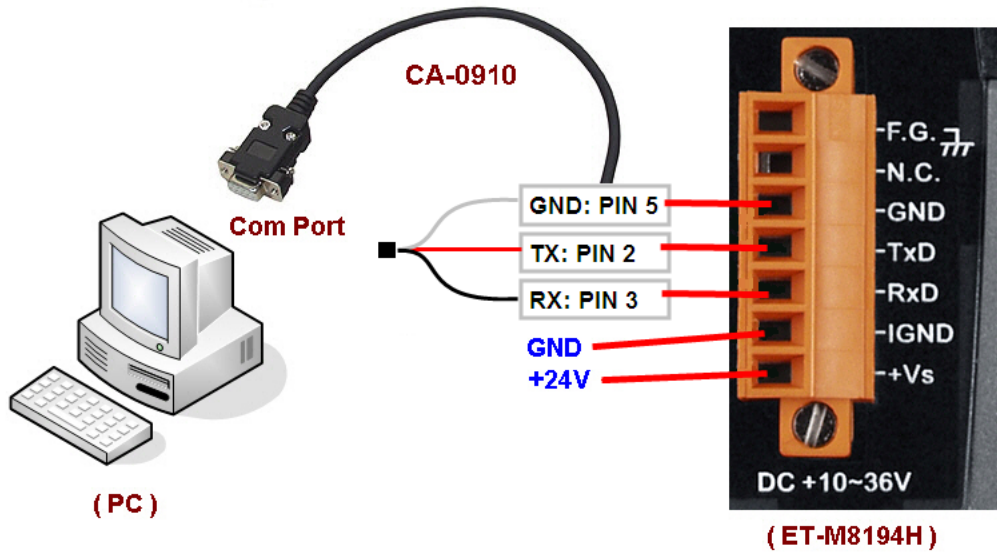 CA-0910
Com Port
GND: PIN 5
TX: PIN 2
RX: PIN 3
GND
+24V
F.G.
N.C.
GND
TxD
RxD
IGND
+Vs
DC +10~36V
( PC )
( ET-M8194H )